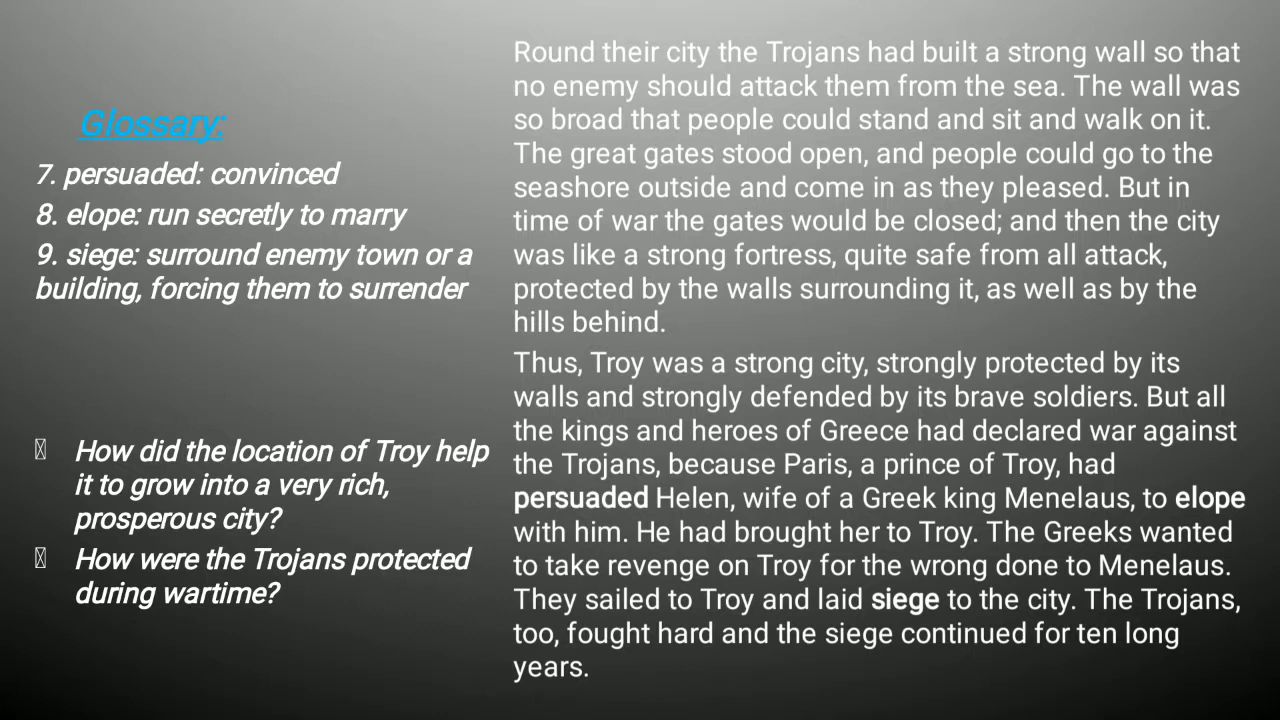 Glossary:
7. persuaded: convinced
8. elope: run secretly to marry
9. siege: surround enemy town or a
building, forcing them to surrender
How did the location of Troy help
it to grow into a very rich,
prosperous city?
How were the Trojans protected
during wartime?
Round their city the Trojans had built a strong wall so that
no enemy should attack them from the sea. The wall was
so broad that people could stand and sit and walk on it.
The great gates stood open, and people could go to the
seashore outside and come in as they pleased. But in
time of war the gates would be closed; and then the city
was like a strong fortress, quite safe from all attack,
protected by the walls surrounding it, as well as by the
hills behind.
Thus, Troy was a strong city, strongly protected by its
walls and strongly defended by its brave soldiers. But all
the kings and heroes of Greece had declared war against
the Trojans, because Paris, a prince of Troy, had
persuaded Helen, wife of a Greek king Menelaus, to elope
with him. He had brought her to Troy. The Greeks wanted
to take revenge on Troy for the wrong done to Menelaus.
They sailed to Troy and laid siege to the city. The Trojans,
too, fought hard and the siege continued for ten long
years.